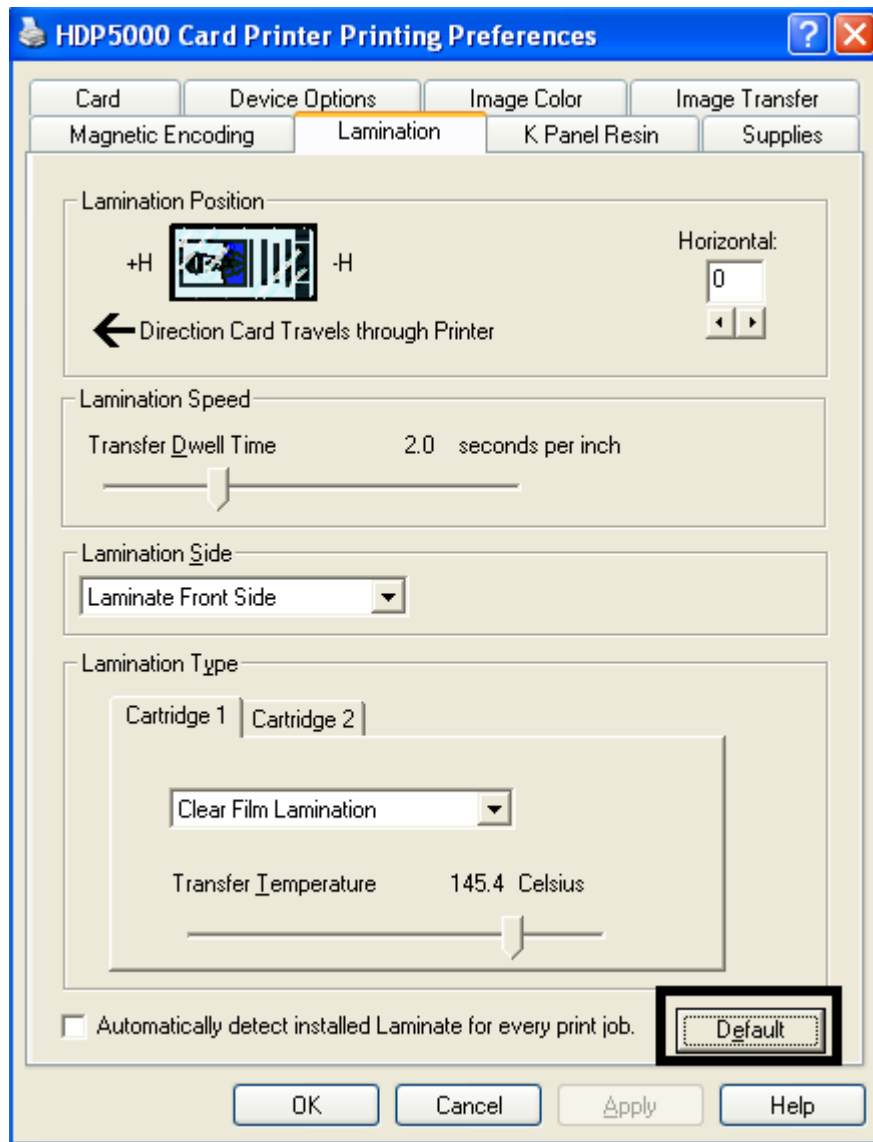 HDP5000 Card Printer Printing Preferences
Card Device Options Image Color Image Transfer
Magnetic Encoding Lamination K Panel Resin Supplies
Lamination Position
+H -H
Horizontal:
0
Direction Card Travels through Printer
Lamination Speed
Transfer Dwell Time 2.0 seconds per inch
Lamination Side
Laminate Front Side
Lamination Type
Cartridge 1 Cartridge 2
Clear Film Lamination
Transfer Temperature 145.4 Celsius
Automatically detect installed Laminate for every print job. Default
OK Cancel Apply Help